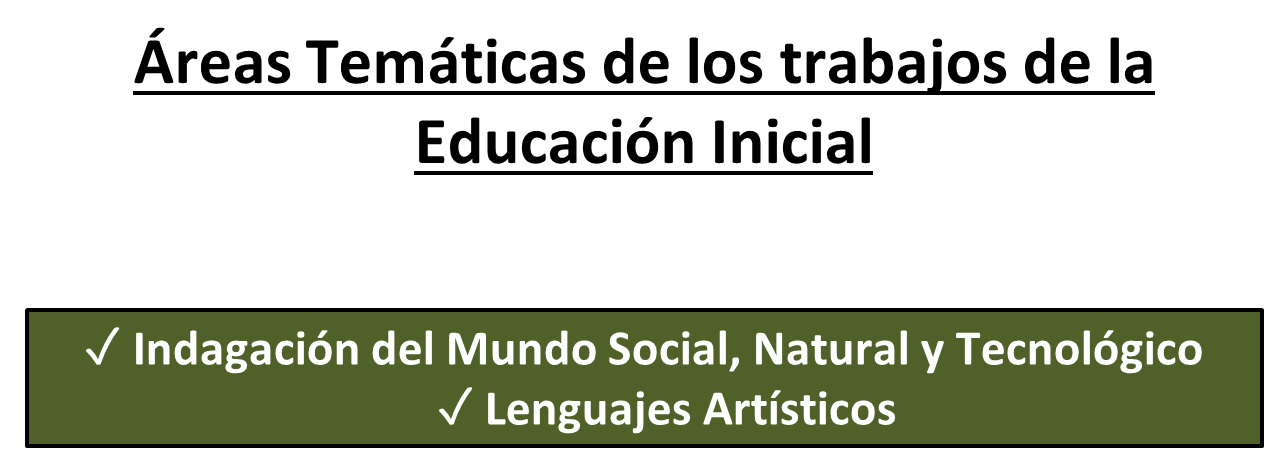 Áreas Temáticas de los trabajos de la
Educación Inicial
✓ Indagación del Mundo Social, Natural y Tecnológico
✓ Lenguajes Artísticos